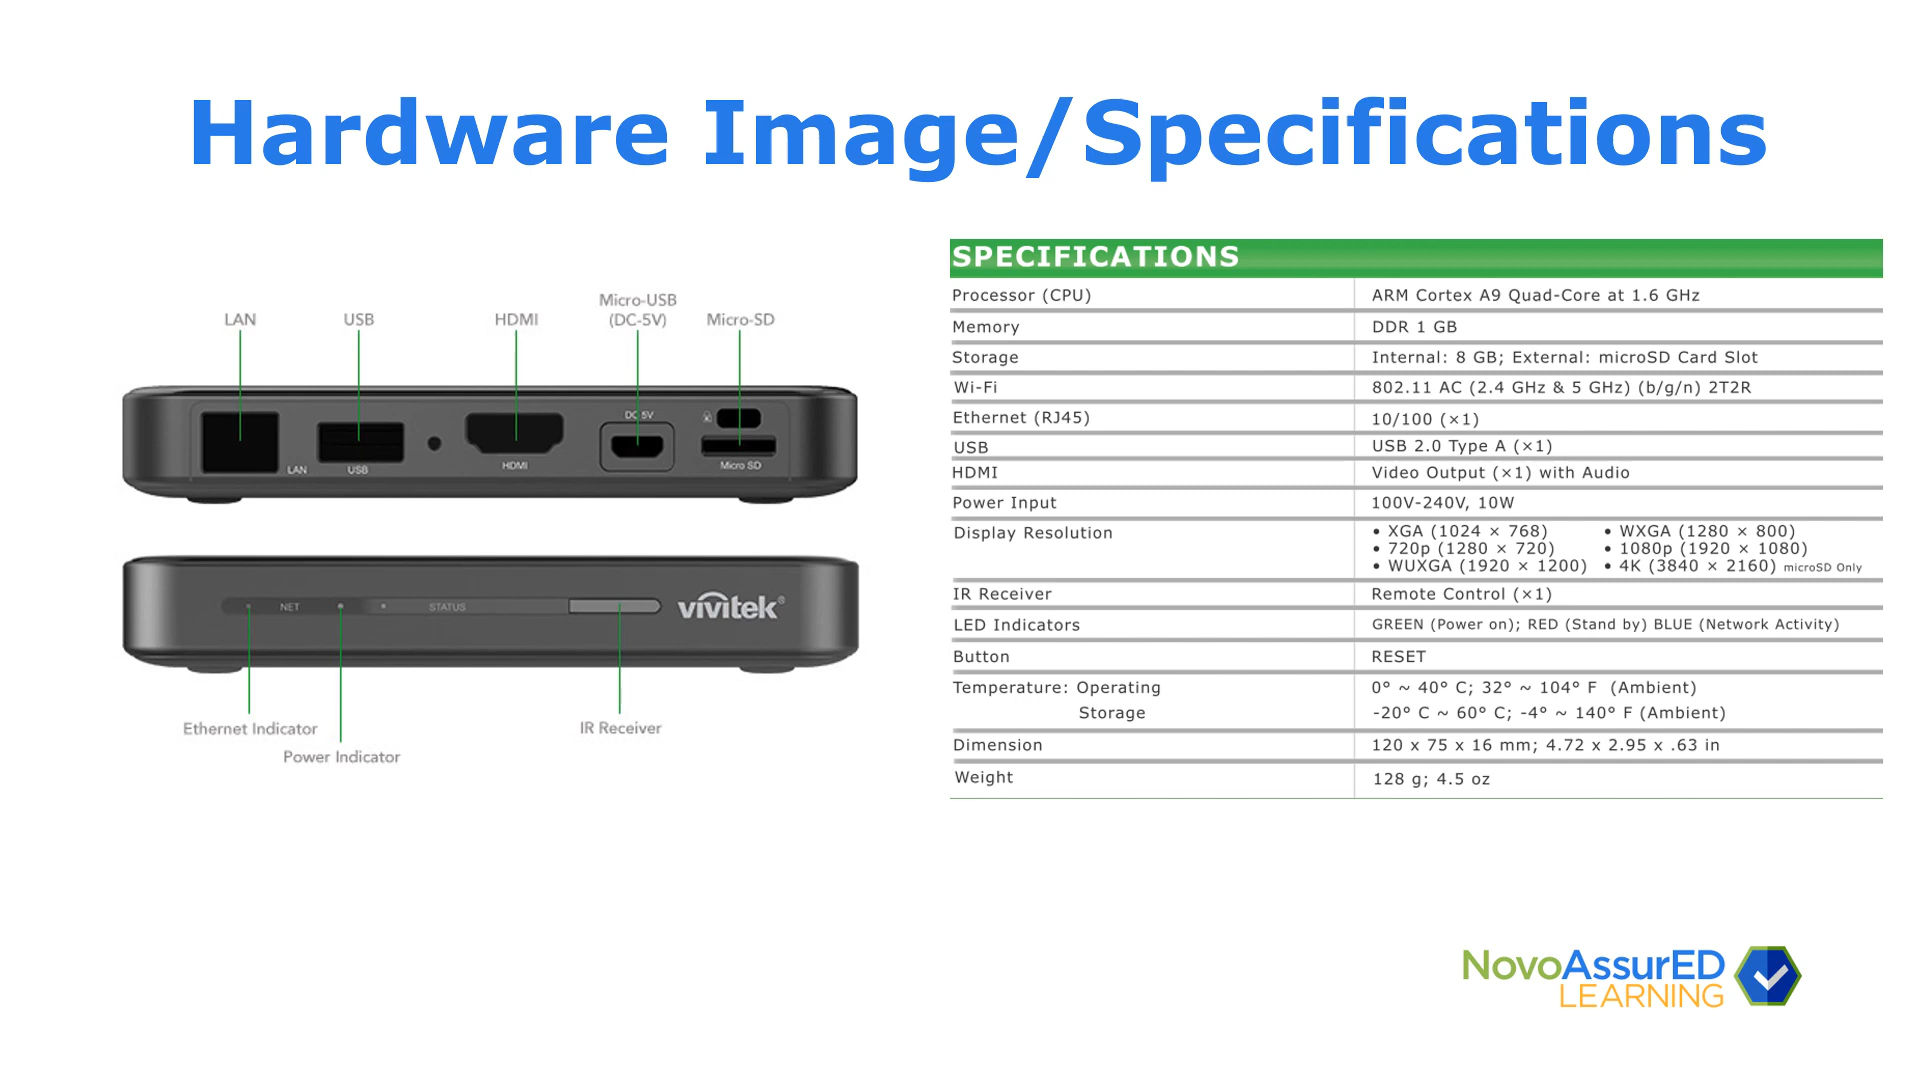 Hardware Image/Specifications
LAN
USB
HDMI
Micro-USB
(DC-5V)
Micro-SD
DC-5V
LAN
USB
HDMI
Micro SD
NET
STATUS
vivitek®
Ethernet Indicator
Power Indicator
IR Receiver
SPECIFICATIONS
Processor (CPU) ARM Cortex A9 Quad-Core at 1.6 GHz
Memory DDR 1 GB
Storage Internal: 8 GB; External: microSD Card Slot
Wi-Fi 802.11 AC (2.4 GHz & 5 GHz) (b/g/n) 2T2R
Ethernet (RJ45) 10/100 (×1)
USB USB 2.0 Type A (×1)
HDMI Video Output (×1) with Audio
Power Input 100V-240V, 10W
Display Resolution • XGA (1024 × 768) • WXGA (1280 × 800)
• 720p (1280 × 720) • 1080p (1920 × 1080)
• WUXGA (1920 × 1200) • 4K (3840 × 2160) microSD Only
IR Receiver Remote Control (×1)
LED Indicators GREEN (Power on); RED (Stand by) BLUE (Network Activity)
Button RESET
Temperature: Operating 0° ~ 40° C; 32° ~ 104° F (Ambient)
Storage -20° C ~ 60° C; -4° ~ 140° F (Ambient)
Dimension 120 x 75 x 16 mm; 4.72 x 2.95 x .63 in
Weight 128 g; 4.5 oz
NovoAssurED
LEARNING